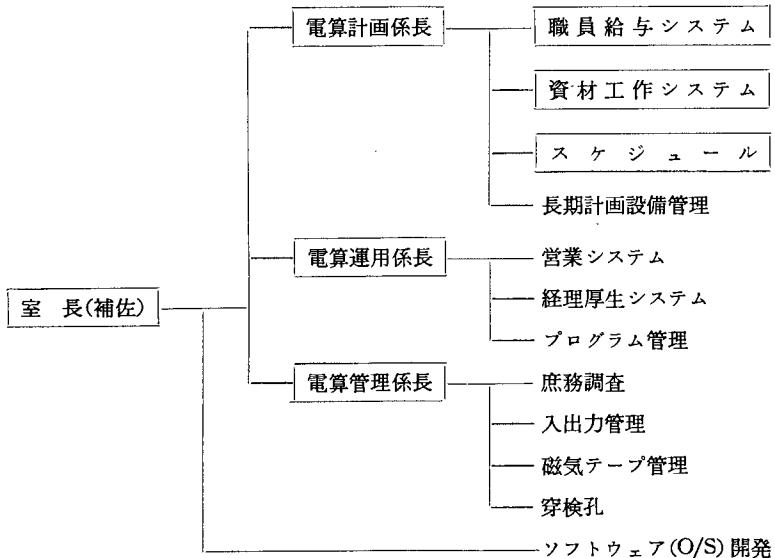 電算計画係長
職員給与システム
資材工作システム
スケジュール
長期計画設備管理
電算運用係長
営業システム
経理厚生システム
プログラム管理
室 長(補佐)
電算管理係長
庶務調査
入出力管理
磁気テープ管理
穿検孔
ソフトウェア(O/S)開発